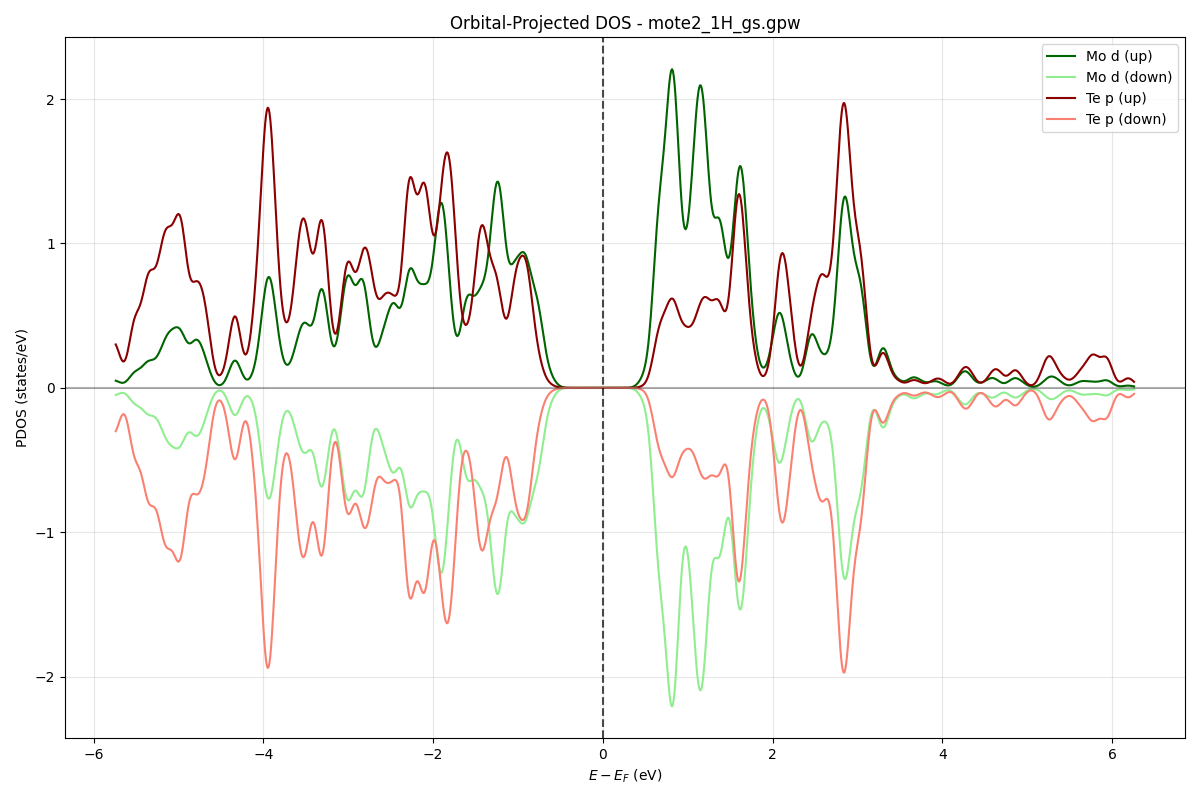 Orbital-Projected DOS - mote2_1H_gs.gpw
Mo d (up)
Mo d (down)
Te p (up)
Te p (down)
PDOS (states/eV)
2
1
0
−1
−2
−6
−4
−2
0
2
4
6
E − E_F (eV)